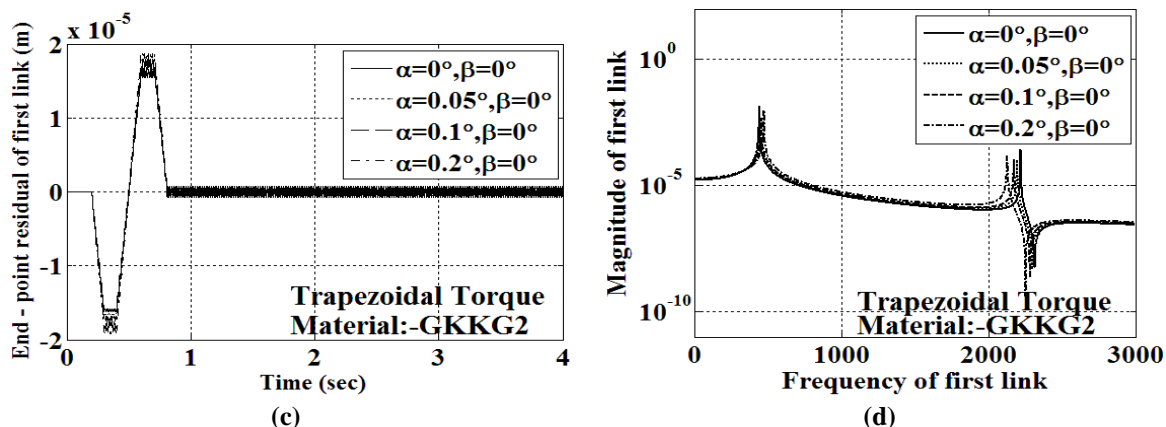 x 10^-5
2
1
0
-1
-2
End - point residual of first link (m)
α=0°,β=0°
α=0.05°,β=0°
α=0.1°,β=0°
α=0.2°,β=0°
Trapezoidal Torque
Material:-GKKG2
0 1 2 3 4
Time (sec)
(c)
10^0
10^-5
10^-10
Magnitude of first link
α=0°,β=0°
α=0.05°,β=0°
α=0.1°,β=0°
α=0.2°,β=0°
Trapezoidal Torque
Material:-GKKG2
0 1000 2000 3000
Frequency of first link
(d)